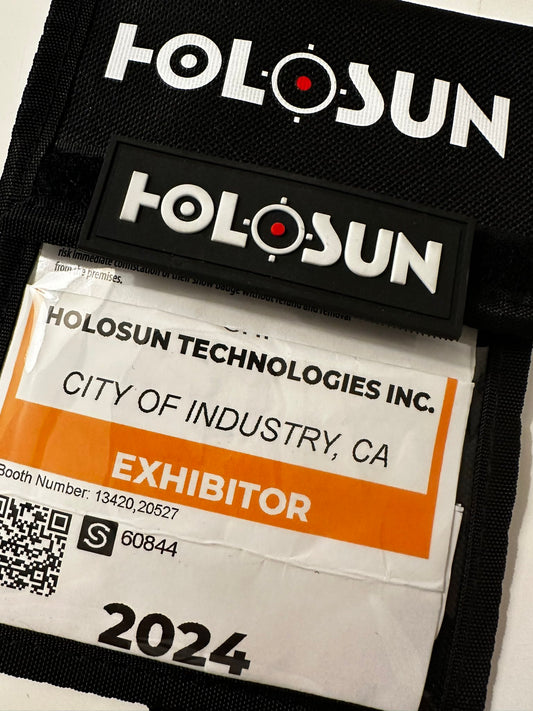 HOLOSUN
HOLOSUN
risk immediate confiscation of their show badge without refund and removal
from the premises.
HOLOSUN TECHNOLOGIES INC.
CITY OF INDUSTRY, CA
EXHIBITOR
Booth Number: 13420,20527
S 60844
2024